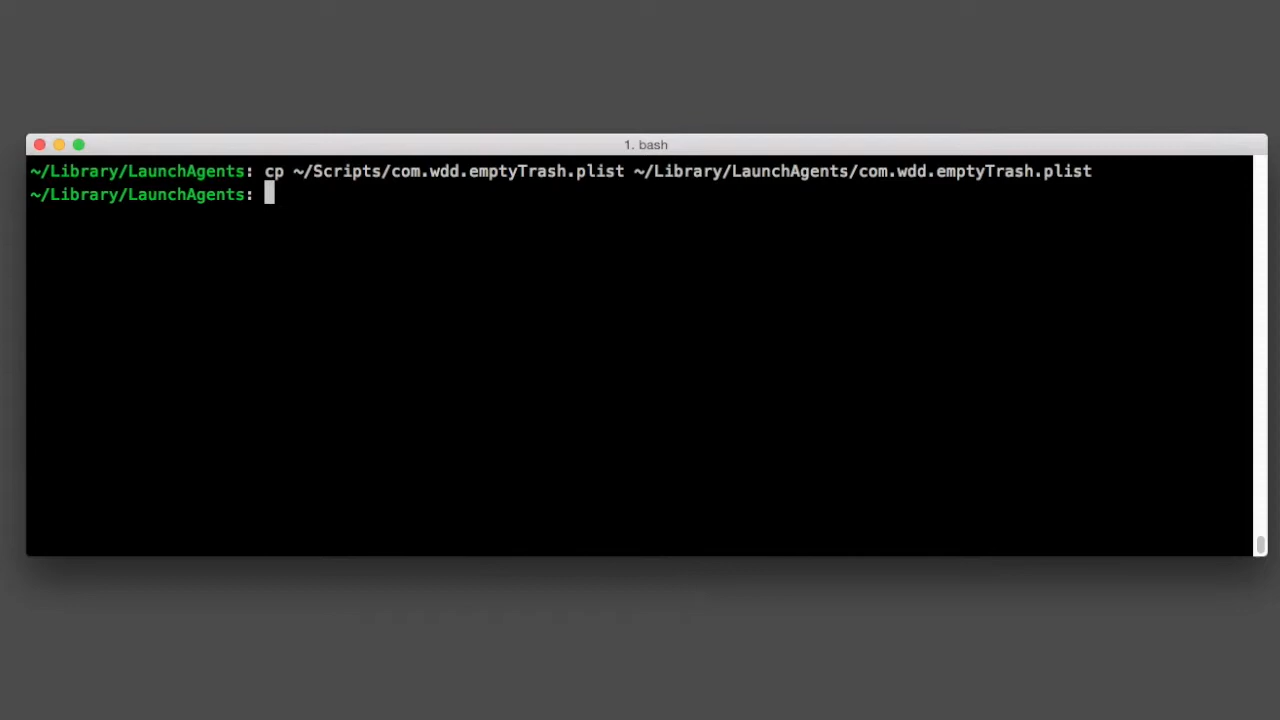 1. bash
~/Library/LaunchAgents: cp ~/Scripts/com.wdd.emptyTrash.plist ~/Library/LaunchAgents/com.wdd.emptyTrash.plist
~/Library/LaunchAgents: